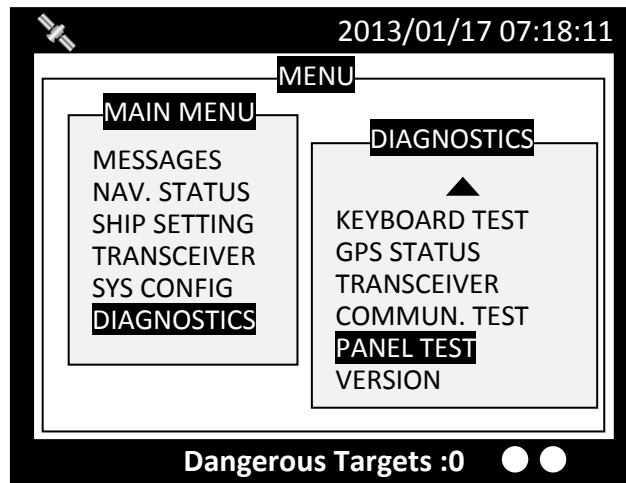 2013/01/17 07:18:11
MENU
MAIN MENU
MESSAGES
NAV. STATUS
SHIP SETTING
TRANSCEIVER
SYS CONFIG
DIAGNOSTICS
DIAGNOSTICS
KEYBOARD TEST
GPS STATUS
TRANSCEIVER
COMMUN. TEST
PANEL TEST
VERSION
Dangerous Targets :0